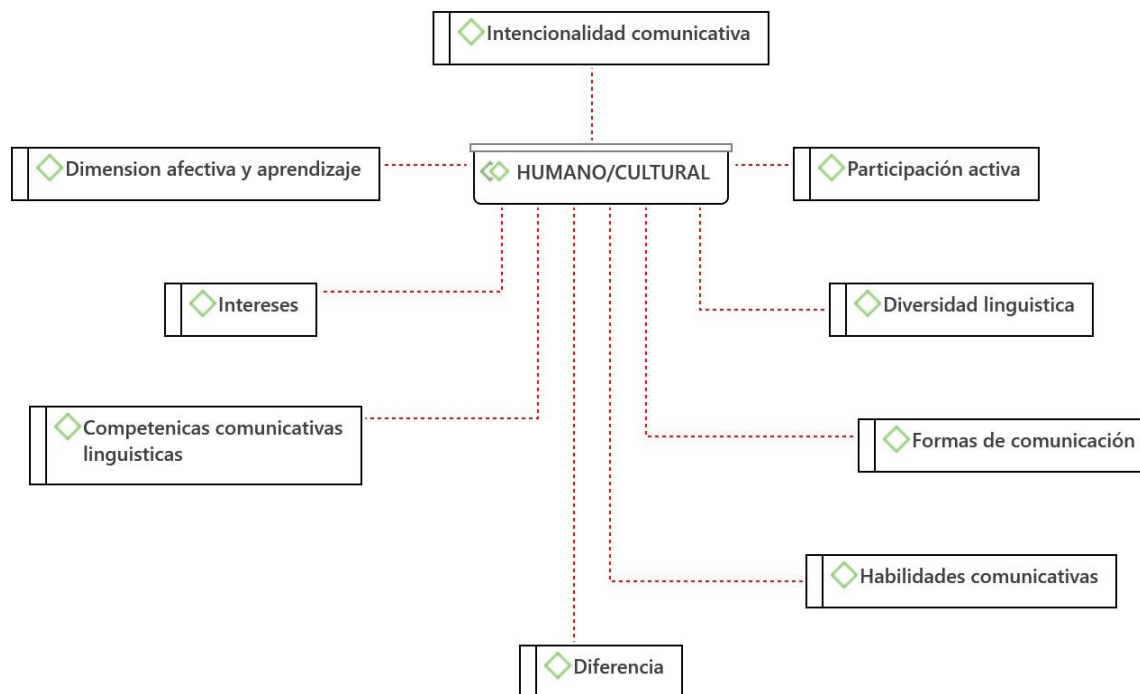 Intencionalidad comunicativa
Dimension afectiva y aprendizaje
HUMANO/CULTURAL
Participación activa
Intereses
Diversidad linguistica
Competenicas comunicativas
linguisticas
Formas de comunicación
Habilidades comunicativas
Diferencia